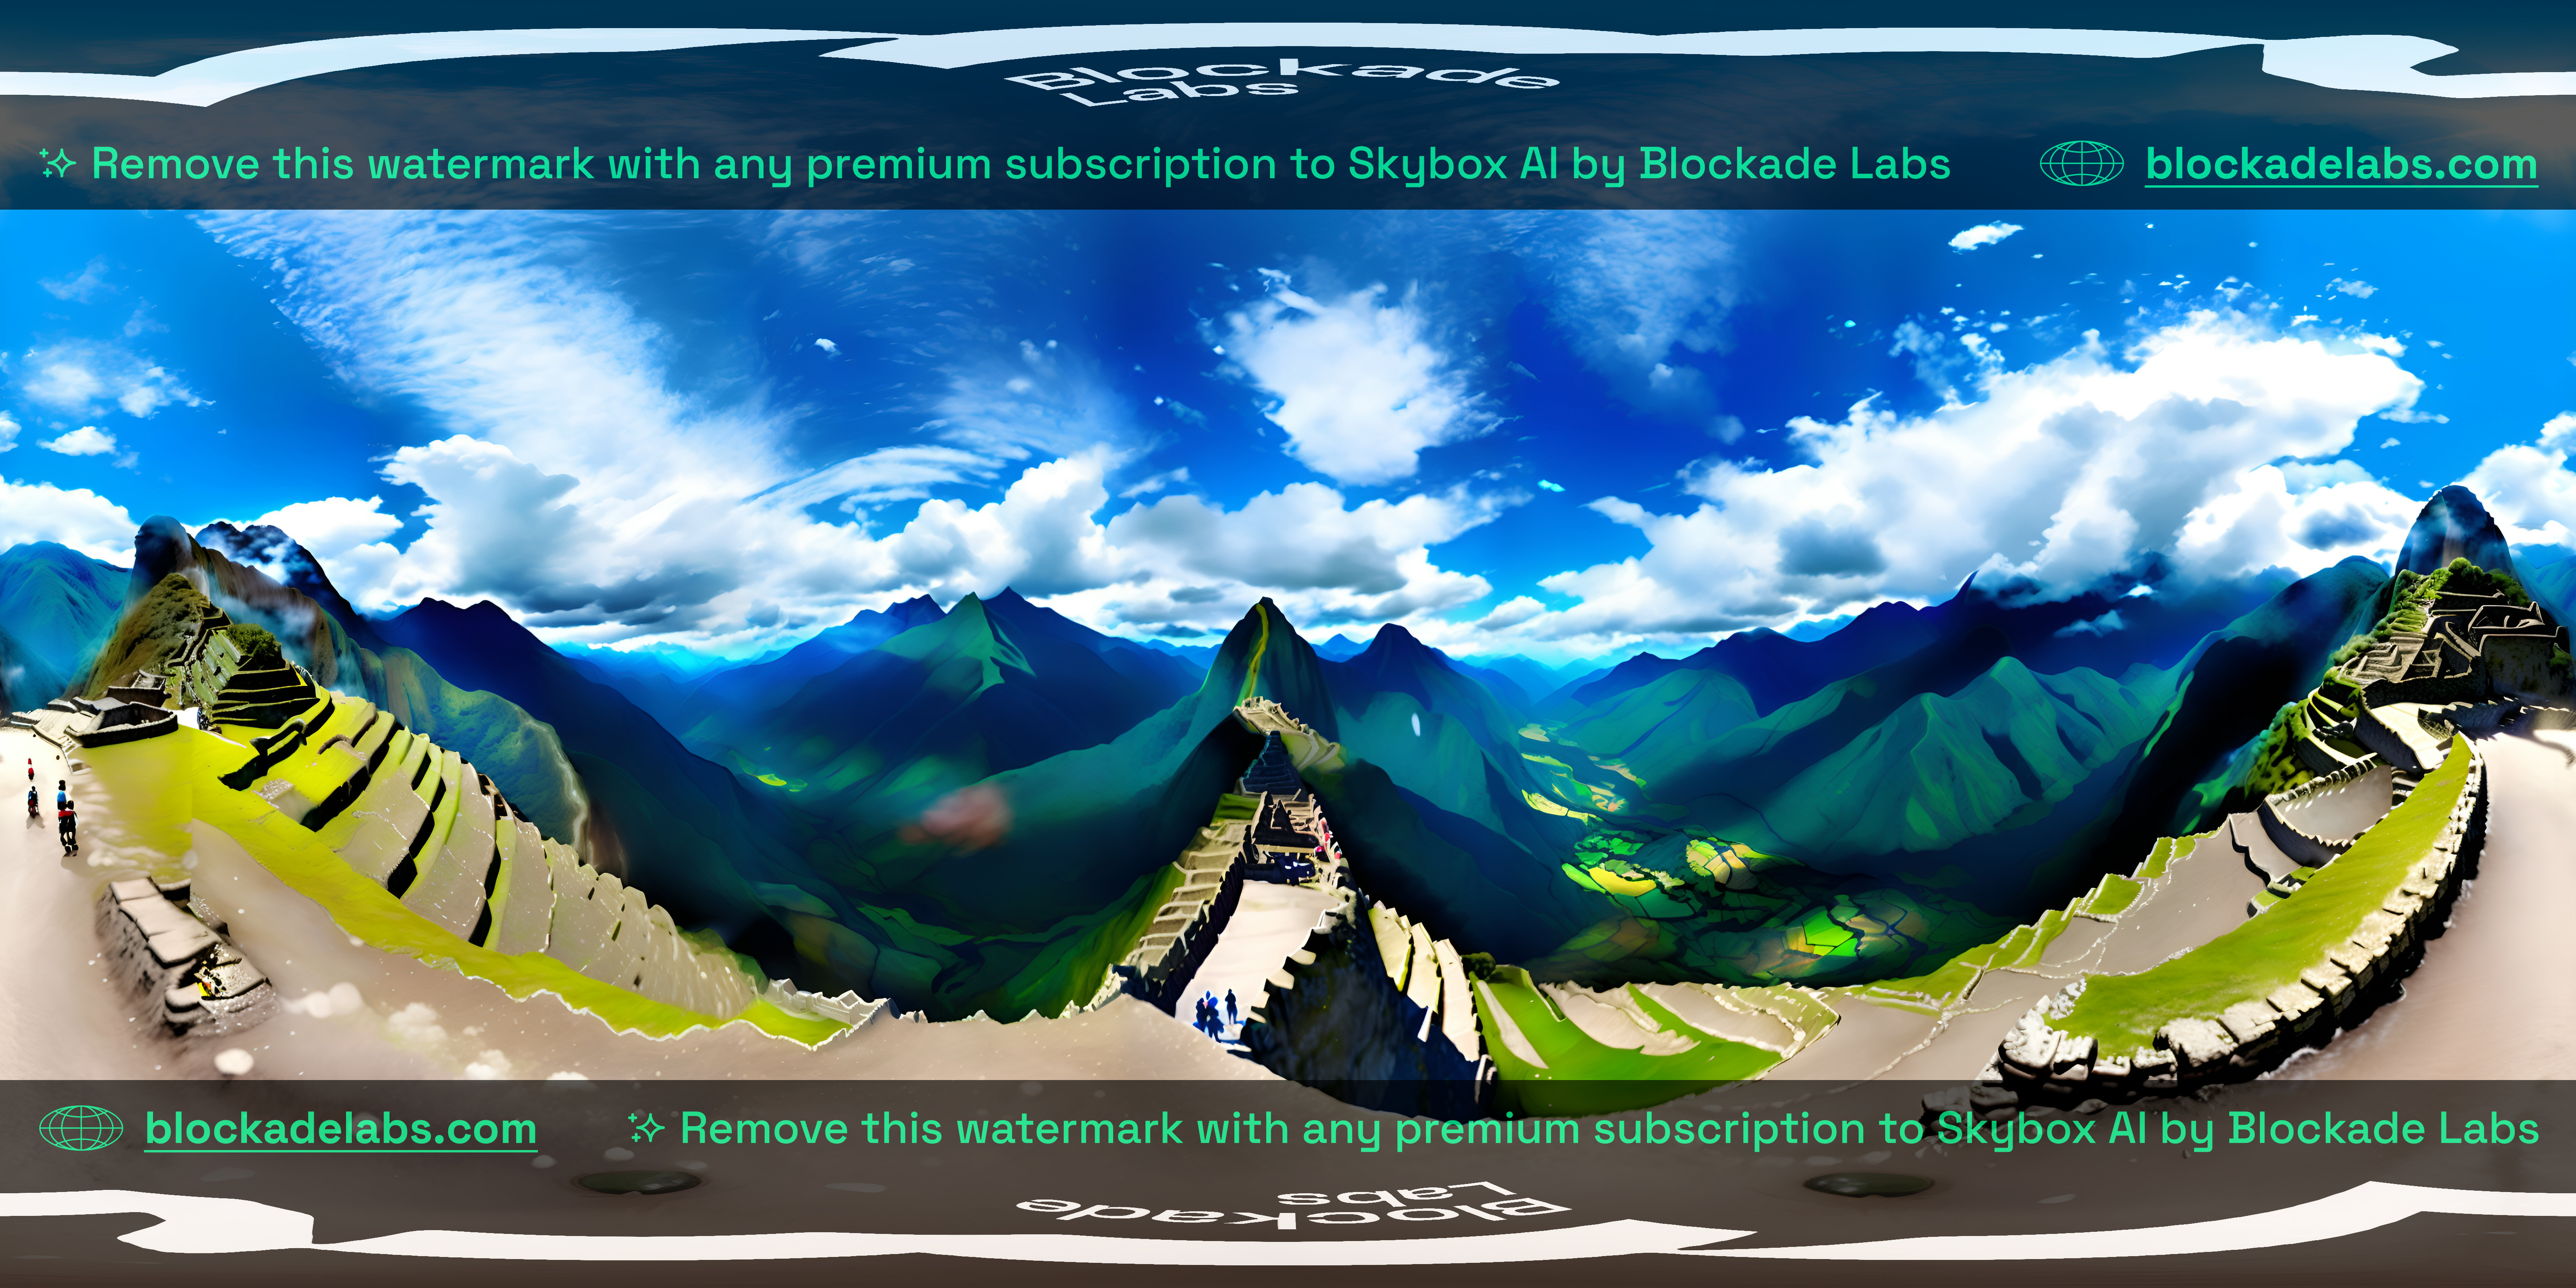 Blockade
Labs
Remove this watermark with any premium subscription to Skybox AI by Blockade Labs
blockadelabs.com
blockadelabs.com
Remove this watermark with any premium subscription to Skybox AI by Blockade Labs
Labs
Blockade